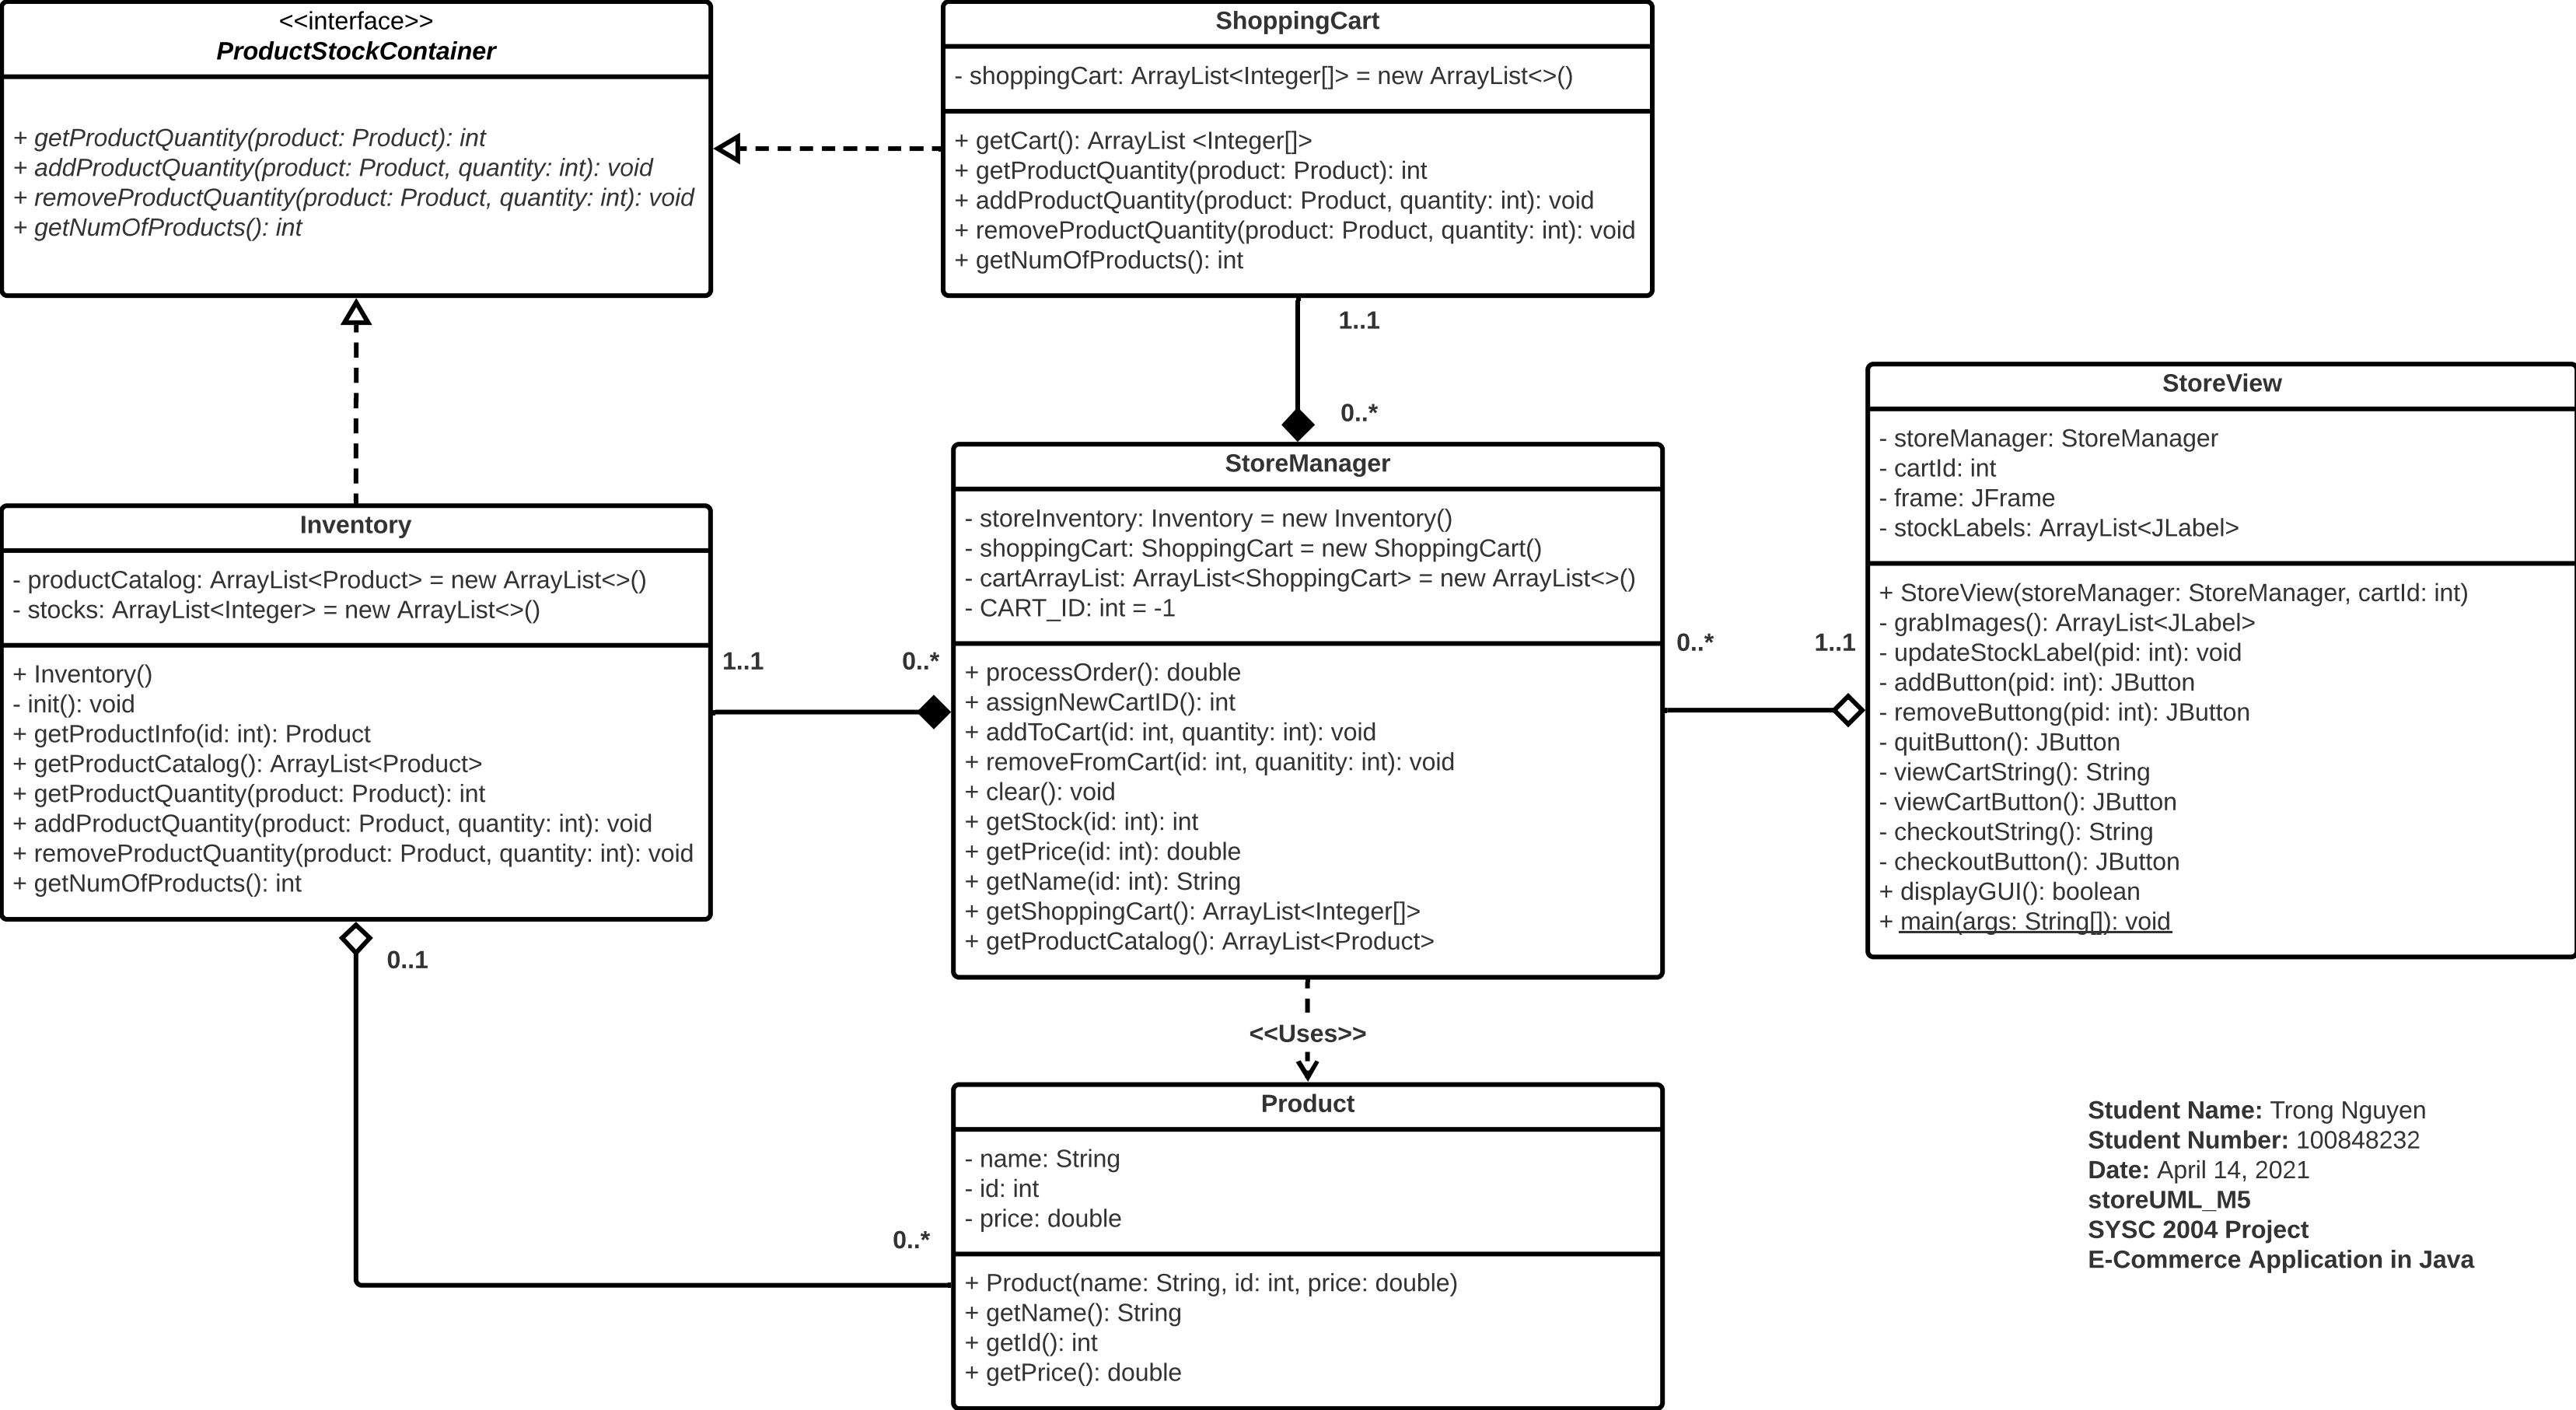 <<interface>>
ProductStockContainer
+ getProductQuantity(product: Product): int
+ addProductQuantity(product: Product, quantity: int): void
+ removeProductQuantity(product: Product, quantity: int): void
+ getNumOfProducts(): int
ShoppingCart
- shoppingCart: ArrayList<Integer[]> = new ArrayList<>()
+ getCart(): ArrayList <Integer[]>
+ getProductQuantity(product: Product): int
+ addProductQuantity(product: Product, quantity: int): void
+ removeProductQuantity(product: Product, quantity: int): void
+ getNumOfProducts(): int
1..1
0..*
Inventory
- productCatalog: ArrayList<Product> = new ArrayList<>()
- stocks: ArrayList<Integer> = new ArrayList<>()
+ Inventory()
- init(): void
+ getProductInfo(id: int): Product
+ getProductCatalog(): ArrayList<Product>
+ getProductQuantity(product: Product): int
+ addProductQuantity(product: Product, quantity: int): void
+ removeProductQuantity(product: Product, quantity: int): void
+ getNumOfProducts(): int
1..1
0..*
StoreManager
- storeInventory: Inventory = new Inventory()
- shoppingCart: ShoppingCart = new ShoppingCart()
- cartArrayList: ArrayList<ShoppingCart> = new ArrayList<>()
- CART_ID: int = -1
+ processOrder(): double
+ assignNewCartID(): int
+ addToCart(id: int, quantity: int): void
+ removeFromCart(id: int, quanitity: int): void
+ clear(): void
+ getStock(id: int): int
+ getPrice(id: int): double
+ getName(id: int): String
+ getShoppingCart(): ArrayList<Integer[]>
+ getProductCatalog(): ArrayList<Product>
0..*
1..1
StoreView
- storeManager: StoreManager
- cartId: int
- frame: JFrame
- stockLabels: ArrayList<JLabel>
+ StoreView(storeManager: StoreManager, cartId: int)
- grabImages(): ArrayList<JLabel>
- updateStockLabel(pid: int): void
- addButton(pid: int): JButton
- removeButtong(pid: int): JButton
- quitButton(): JButton
- viewCartString(): String
- viewCartButton(): JButton
- checkoutString(): String
- checkoutButton(): JButton
+ displayGUI(): boolean
+ main(args: String[]): void
0..1
<<Uses>>
0..*
Product
- name: String
- id: int
- price: double
+ Product(name: String, id: int, price: double)
+ getName(): String
+ getId(): int
+ getPrice(): double
Student Name: Trong Nguyen
Student Number: 100848232
Date: April 14, 2021
storeUML_M5
SYSC 2004 Project
E-Commerce Application in Java